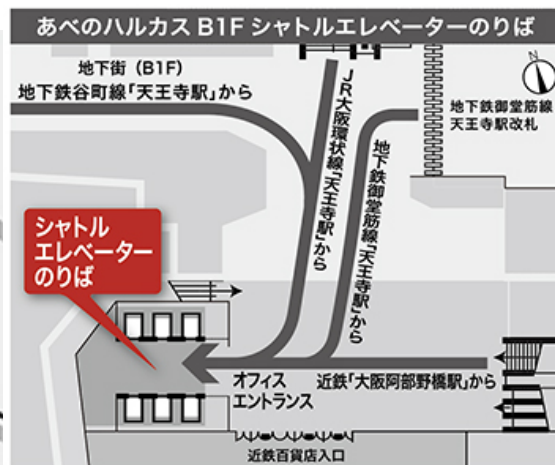 あべのハルカス B1F シャトルエレベーターのりば
地下街（B1F）
地下鉄谷町線「天王寺駅」から
JR大阪環状線「天王寺駅」から
地下鉄御堂筋線「天王寺駅」から
N
地下鉄御堂筋線
天王寺駅改札
シャトル
エレベーター
のりば
オフィス
エントランス
近鉄「大阪阿部野橋駅」から
近鉄百貨店入口